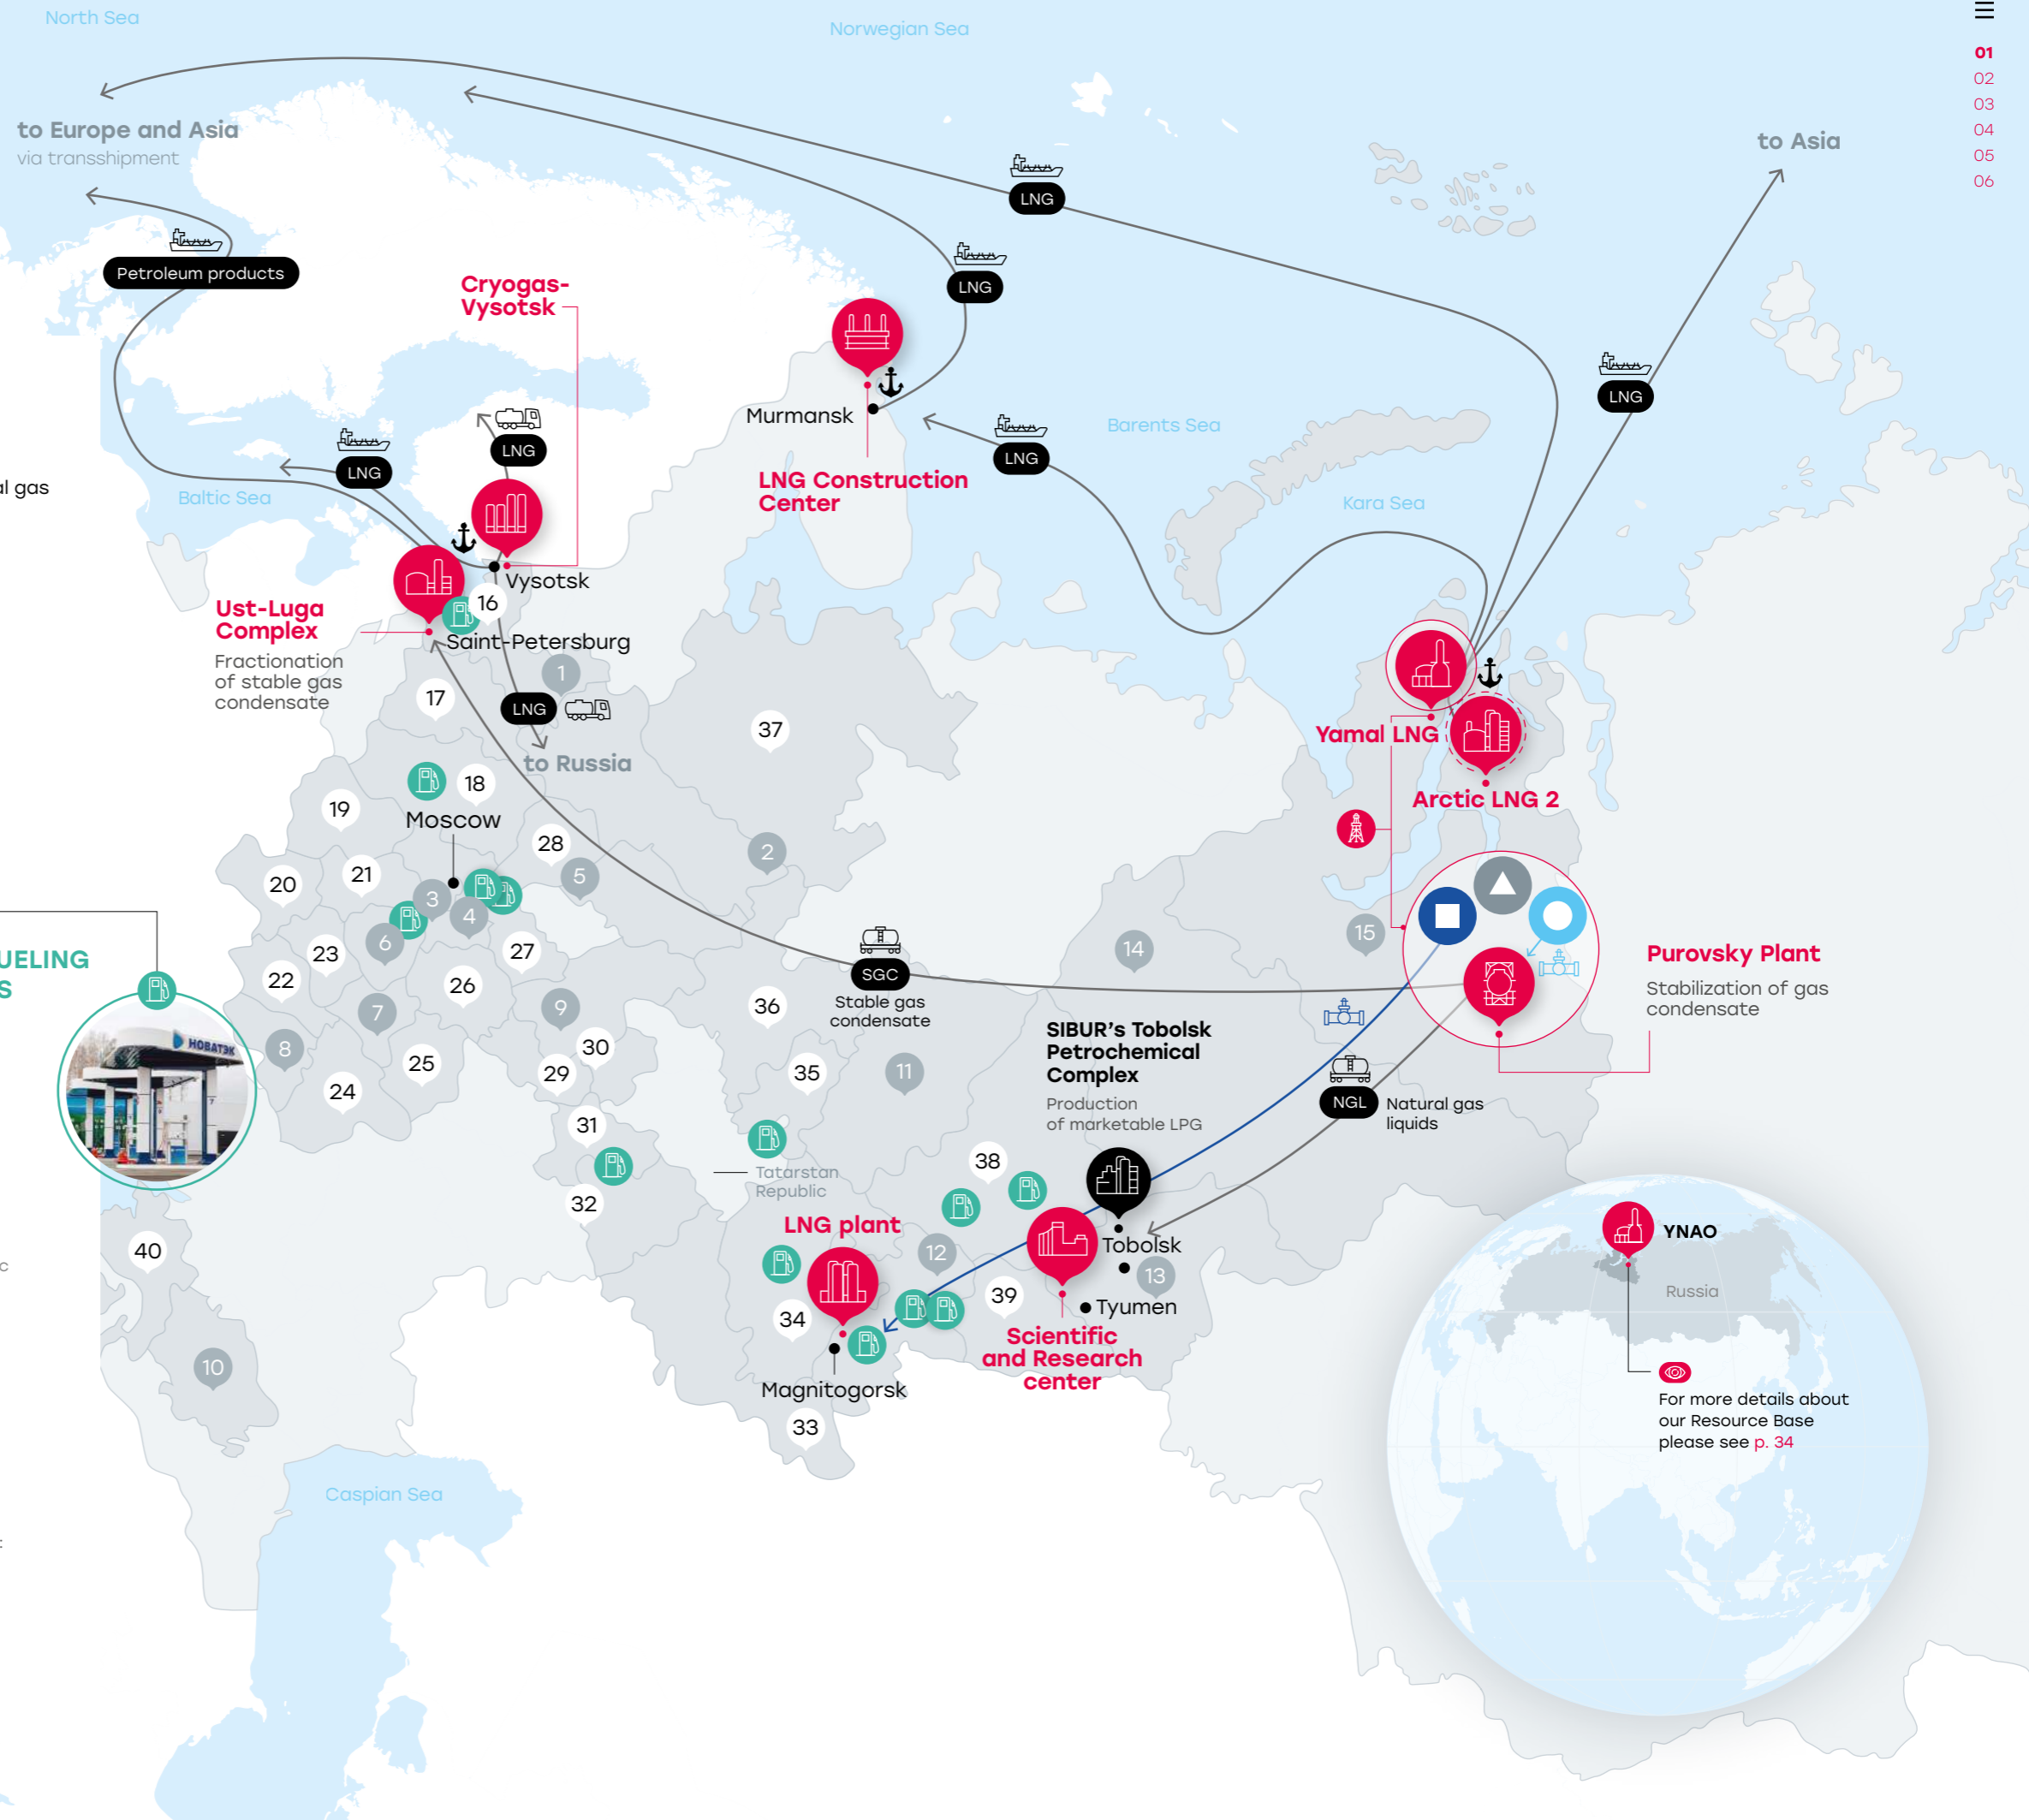 North Sea
Norwegian Sea
01
02
03
04
05
06
to Europe and Asia
via transshipment
to Asia
LNG
Petroleum products
LNG
Cryogas-
Vysotsk
LNG
Murmansk
Barents Sea
LNG
LNG
LNG
LNG Construction
Center
al gas
Baltic Sea
Kara Sea
Vysotsk
16
Ust-Luga
Complex
Saint-Petersburg
Fractionation
of stable gas
condensate
1
17
LNG
37
Yamal LNG
to Russia
18
Arctic LNG 2
19
Moscow
28
2
21
5
20
3
4
15
14
6
27
23
Purovsky Plant
UELING
S
SGC
22
26
Stabilization of gas
condensate
Stable gas
condensate
36
9
7
SIBUR's Tobolsk
Petrochemical
Complex
НОВАТЭК
8
30
25
29
35
11
24
Production
of marketable LPG
NGL
Natural gas
liquids
31
38
Tatarstan
Republic
32
LNG plant
YNAO
40
12
Tobolsk
c
13
Russia
39
Tyumen
34
Scientific
and Research
center
10
Magnitogorsk
For more details about
our Resource Base
please see p. 34
33
Caspian Sea
: